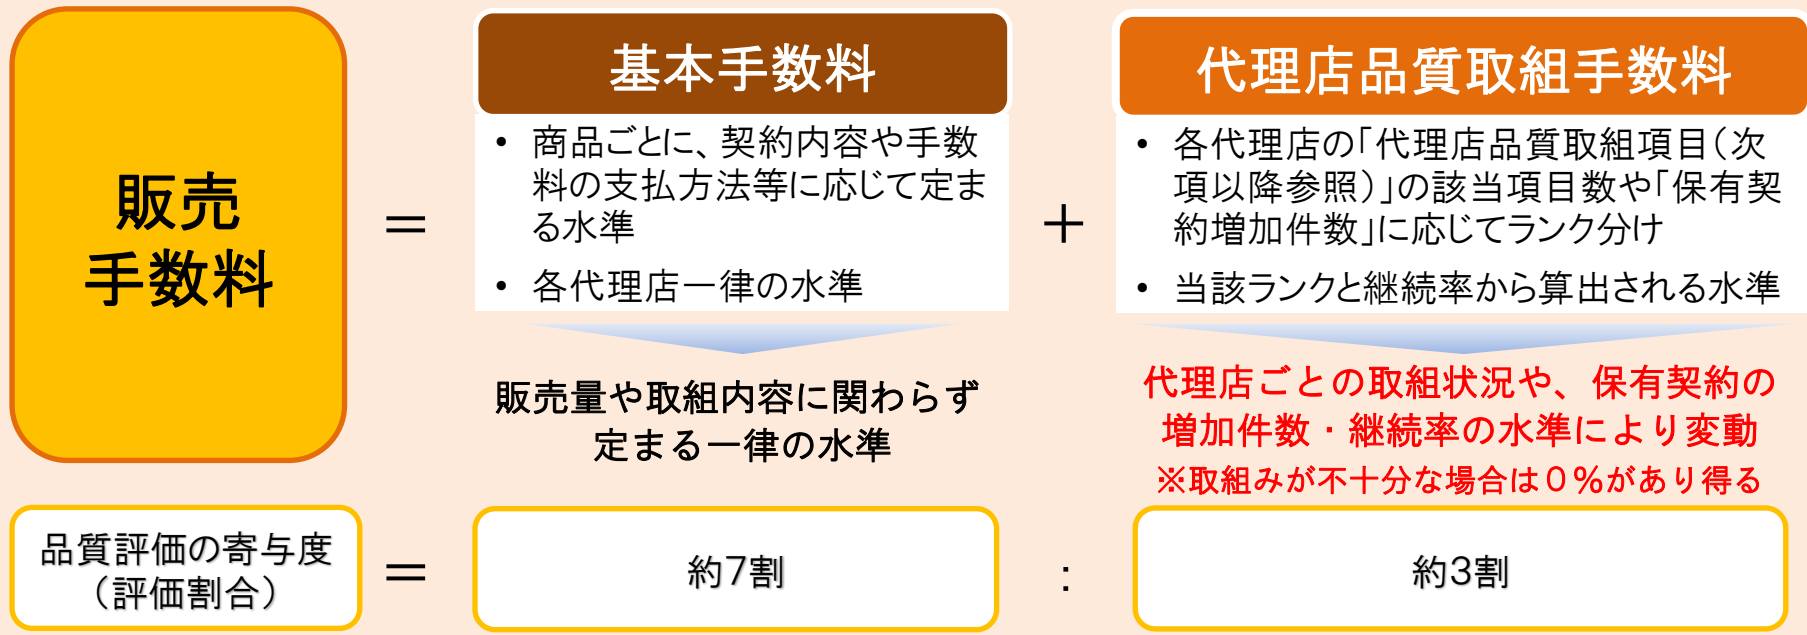 販売
手数料
＝
基本手数料
• 商品ごとに、契約内容や手数
料の支払方法等に応じて定ま
る水準
• 各代理店一律の水準
＋
代理店品質取組手数料
• 各代理店の「代理店品質取組項目（次
項以降参照）」の該当項目数や「保有契
約増加件数」に応じてランク分け
• 当該ランクと継続率から算出される水準
販売量や取組内容に関わらず
定まる一律の水準
代理店ごとの取組状況や、保有契約の
増加件数・継続率の水準により変動
※取組みが不十分な場合は０％があり得る
品質評価の寄与度
（評価割合）
＝
約7割
：
約3割